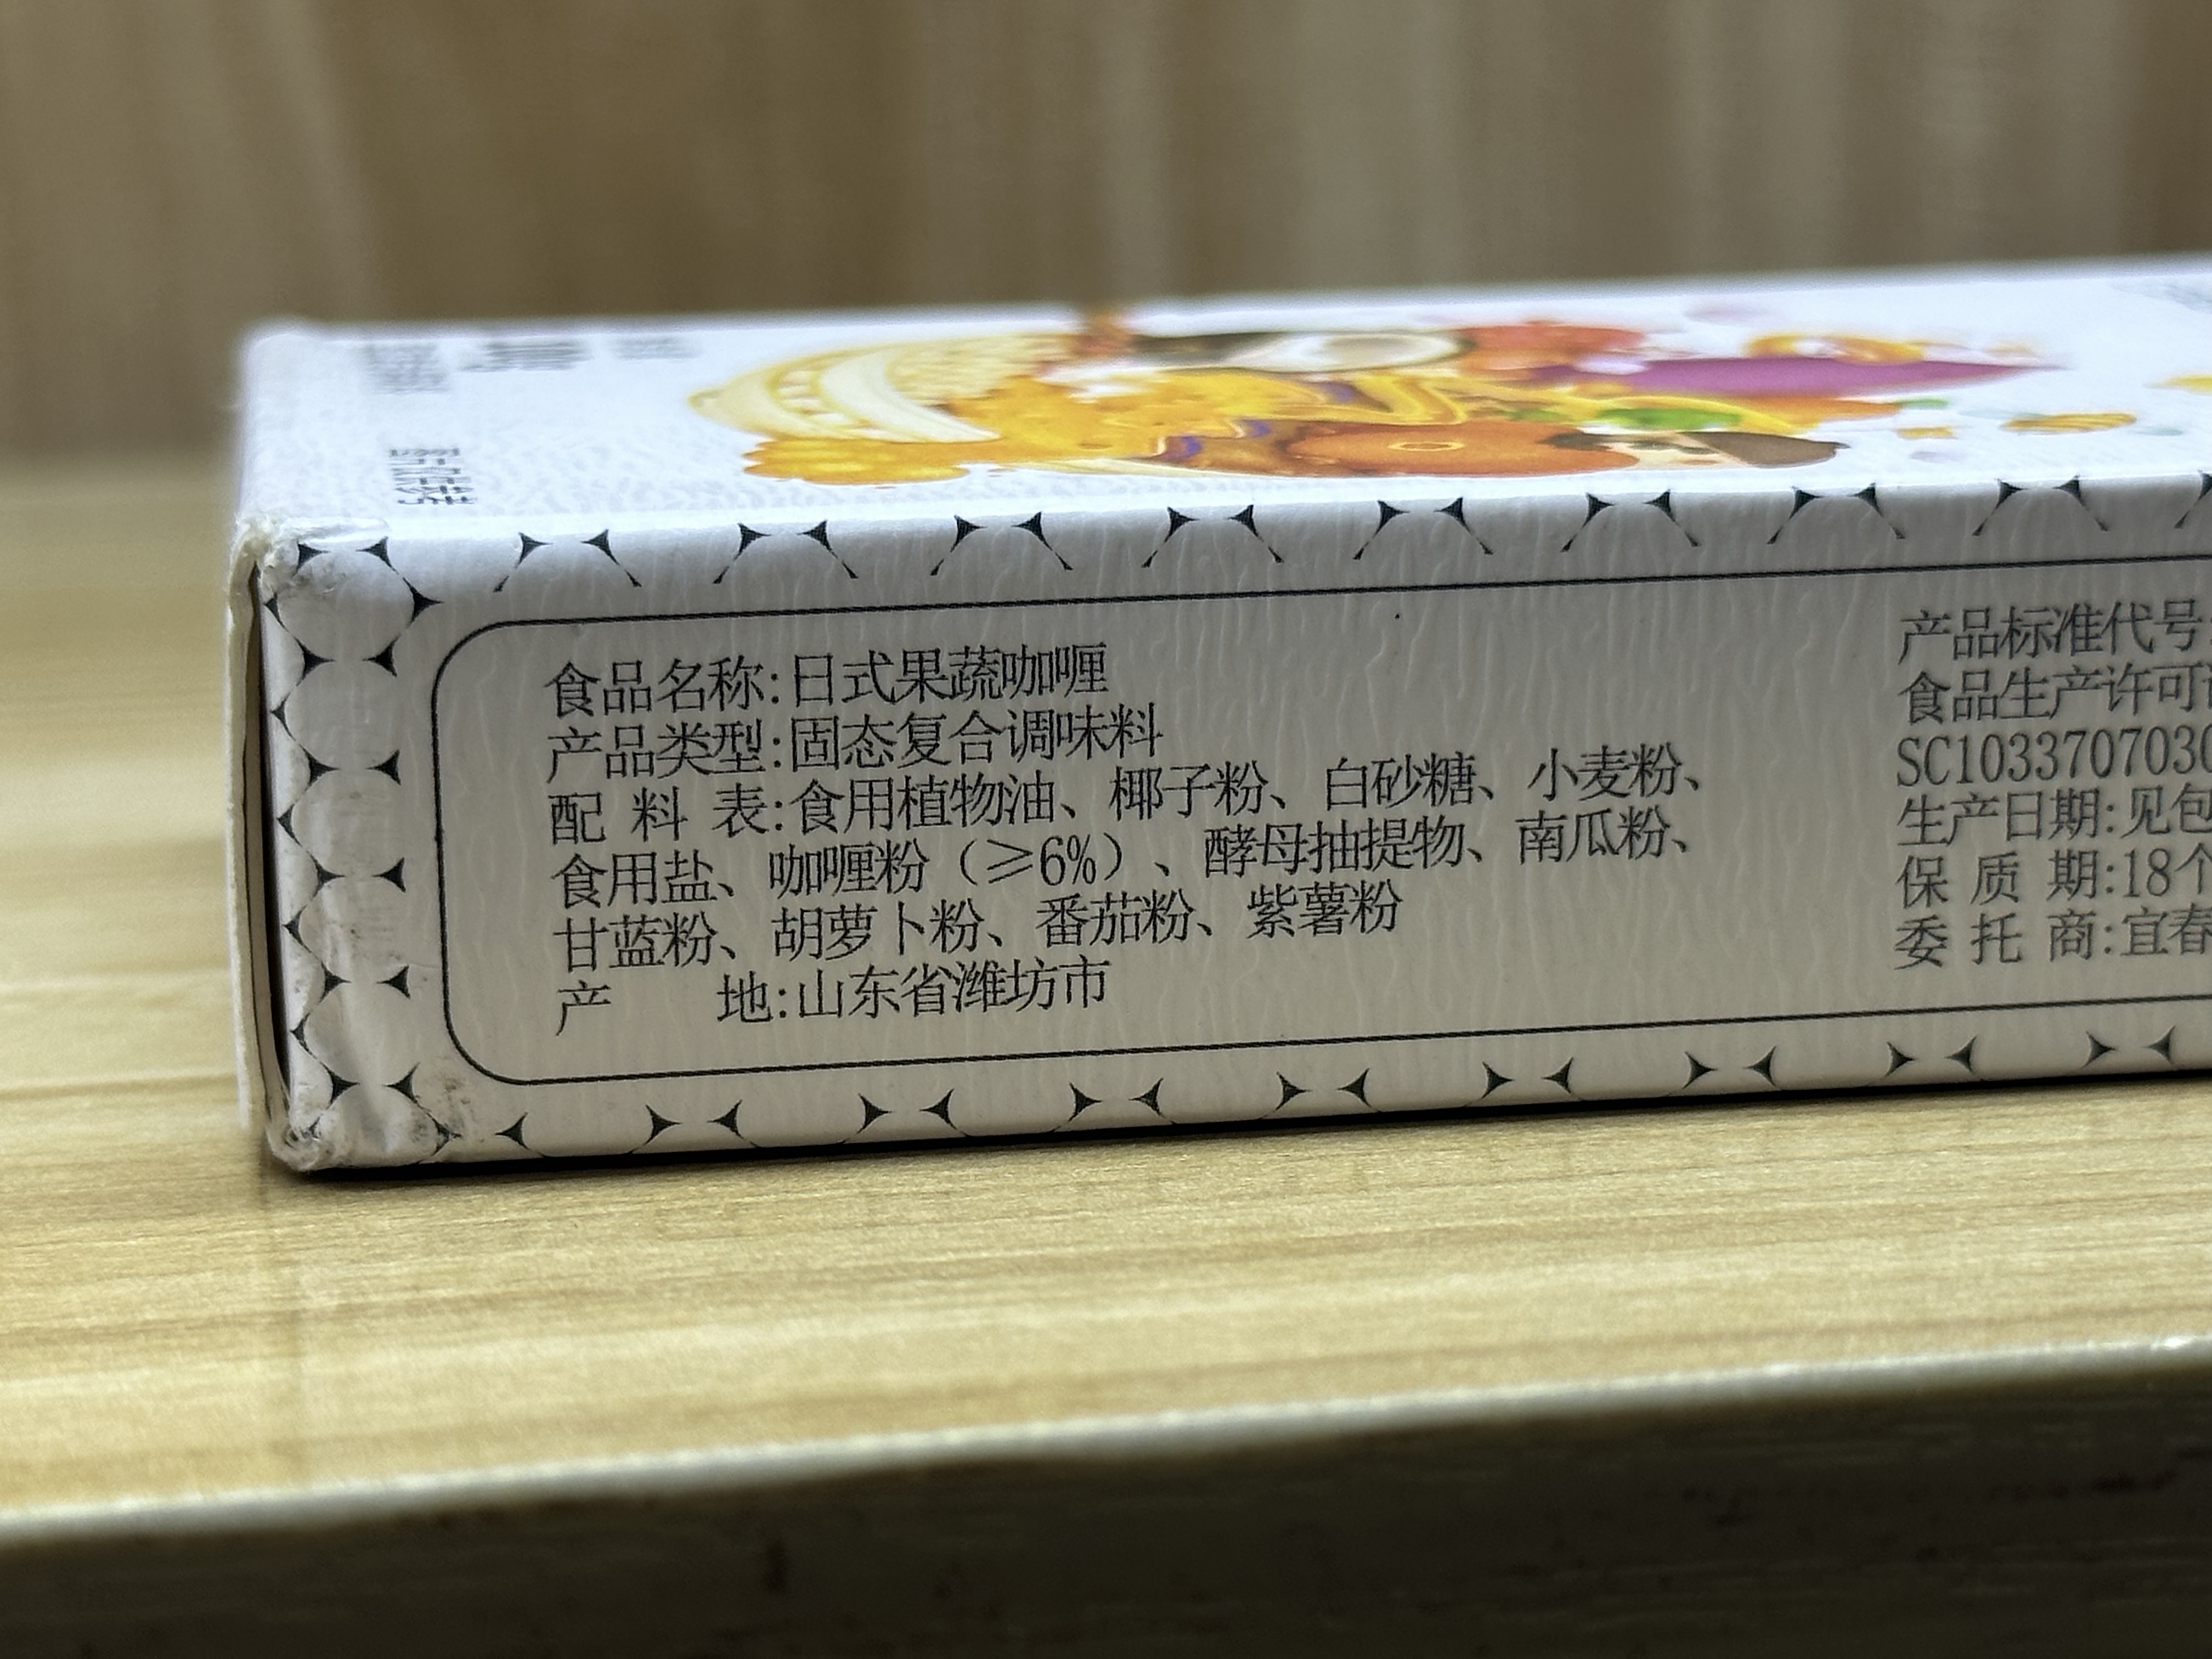 食品名称:日式果蔬咖喱
产品类型:固态复合调味料
配 料 表:食用植物油、椰子粉、白砂糖、小麦粉、
食用盐、咖喱粉（≥6%）、酵母抽提物、南瓜粉、
甘蓝粉、胡萝卜粉、番茄粉、紫薯粉
产 地:山东省潍坊市
产品标准代号:
食品生产许可
SC1033707030
生产日期:见包
保 质 期:18个
委 托 商:宜春